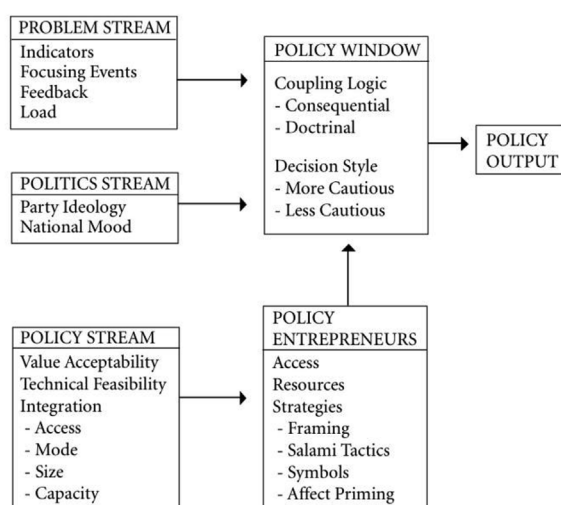 PROBLEM STREAM
Indicators
Focusing Events
Feedback
Load
POLITICS STREAM
Party Ideology
National Mood
POLICY STREAM
Value Acceptability
Technical Feasibility
Integration
- Access
- Mode
- Size
- Capacity
POLICY WINDOW
Coupling Logic
- Consequential
- Doctrinal
Decision Style
- More Cautious
- Less Cautious
POLICY
ENTREPRENEURS
Access
Resources
Strategies
- Framing
- Salami Tactics
- Symbols
- Affect Priming
POLICY
OUTPUT